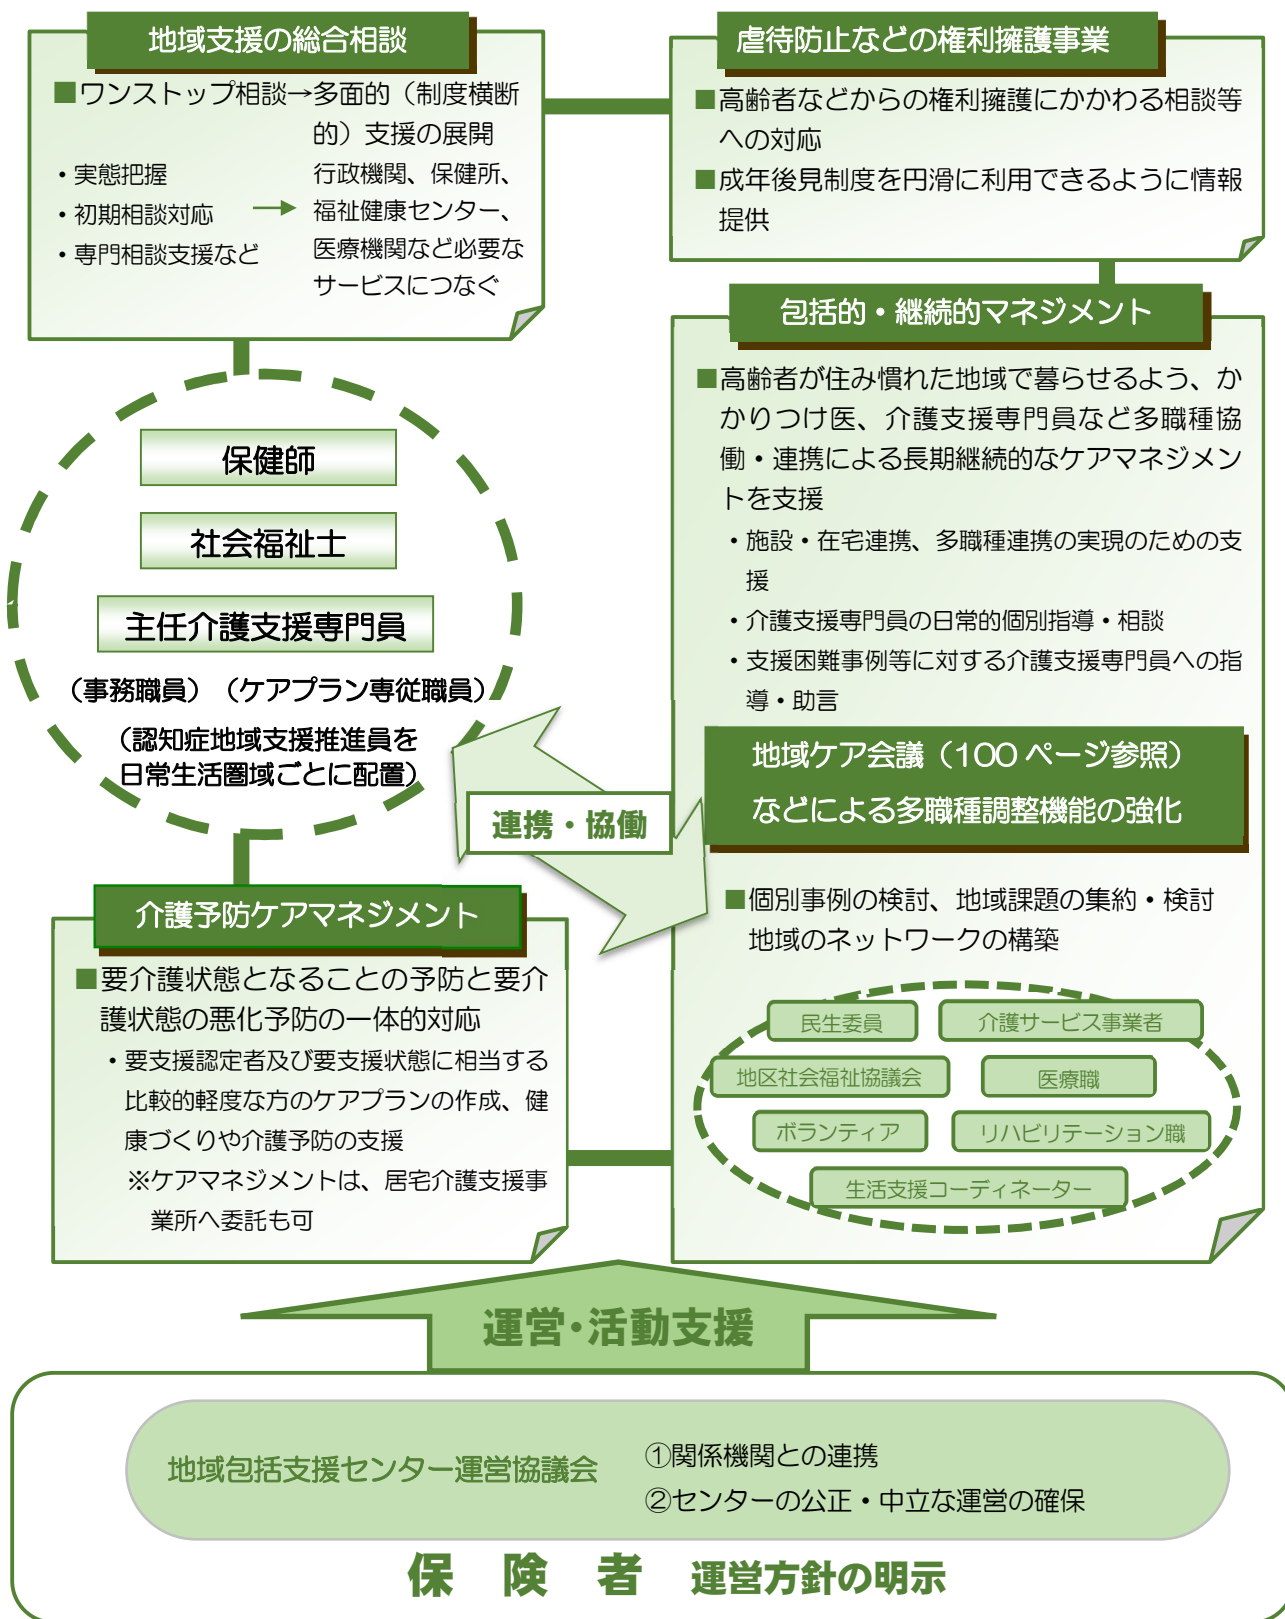 地域支援の総合相談
■ワンストップ相談→多面的（制度横断
的）支援の展開
・実態把握
・初期相談対応
・専門相談支援など
行政機関、保健所、
福祉健康センター、
医療機関など必要な
サービスにつなぐ
虐待防止などの権利擁護事業
■高齢者などからの権利擁護にかかわる相談等
への対応
■成年後見制度を円滑に利用できるように情報
提供
保健師
社会福祉士
主任介護支援専門員
（事務職員）（ケアプラン専従職員）
（認知症地域支援推進員を
日常生活圏域ごとに配置）
包括的・継続的マネジメント
■高齢者が住み慣れた地域で暮らせるよう、か
かりつけ医、介護支援専門員など多職種協
働・連携による長期継続的なケアマネジメン
トを支援
・施設・在宅連携、多職種連携の実現のための支
援
・介護支援専門員の日常的個別指導・相談
・支援困難事例等に対する介護支援専門員への指
導・助言
地域ケア会議（100 ページ参照）
などによる多職種調整機能の強化
連携・協働
■個別事例の検討、地域課題の集約・検討
地域のネットワークの構築
民生委員
介護サービス事業者
地区社会福祉協議会
医療職
ボランティア
リハビリテーション職
生活支援コーディネーター
介護予防ケアマネジメント
■要介護状態となることの予防と要介
護状態の悪化予防の一体的対応
・要支援認定者及び要支援状態に相当する
比較的軽度な方のケアプランの作成、健
康づくりや介護予防の支援
※ケアマネジメントは、居宅介護支援事
業所へ委託も可
運営・活動支援
地域包括支援センター運営協議会
①関係機関との連携
②センターの公正・中立な運営の確保
保 険 者 運営方針の明示